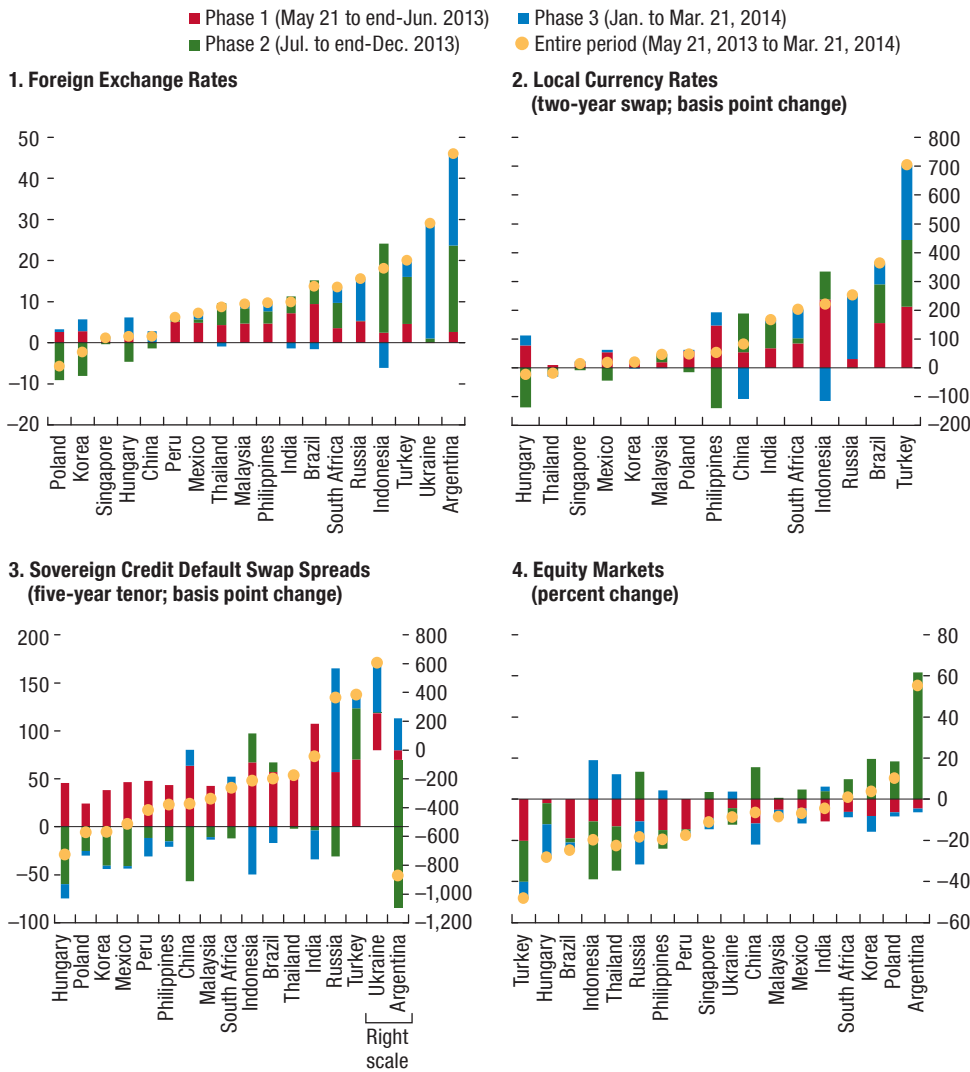 Phase 1 (May 21 to end-Jun. 2013)
Phase 3 (Jan. to Mar. 21, 2014)
Phase 2 (Jul. to end-Dec. 2013)
Entire period (May 21, 2013 to Mar. 21, 2014)
1. Foreign Exchange Rates
50
40
30
20
10
0
–10
–20
Poland
Korea
Singapore
Hungary
China
Peru
Mexico
Thailand
Malaysia
Philippines
India
Brazil
South Africa
Indonesia
Turkey
Ukraine
Argentina
2. Local Currency Rates
(two-year swap; basis point change)
800
700
600
500
400
300
200
100
0
–100
–200
Hungary
Thailand
Singapore
Mexico
Korea
Malaysia
Poland
Philippines
China
India
South Africa
Indonesia
Russia
Brazil
Turkey
3. Sovereign Credit Default Swap Spreads
(five-year tenor; basis point change)
200
150
100
50
0
–50
–100
800
600
400
200
0
–200
–400
–600
–800
–1,000
–1,200
Hungary
Poland
Korea
Mexico
Peru
Philippines
China
Malaysia
South Africa
Indonesia
Brazil
Thailand
India
Russia
Turkey
Ukraine
Argentina
Right
scale
4. Equity Markets
(percent change)
80
60
40
20
0
–20
–40
–60
Turkey
Hungary
Brazil
Indonesia
Thailand
Russia
Philippines
Peru
Singapore
Ukraine
China
Malaysia
Mexico
India
South Africa
Korea
Poland
Argentina